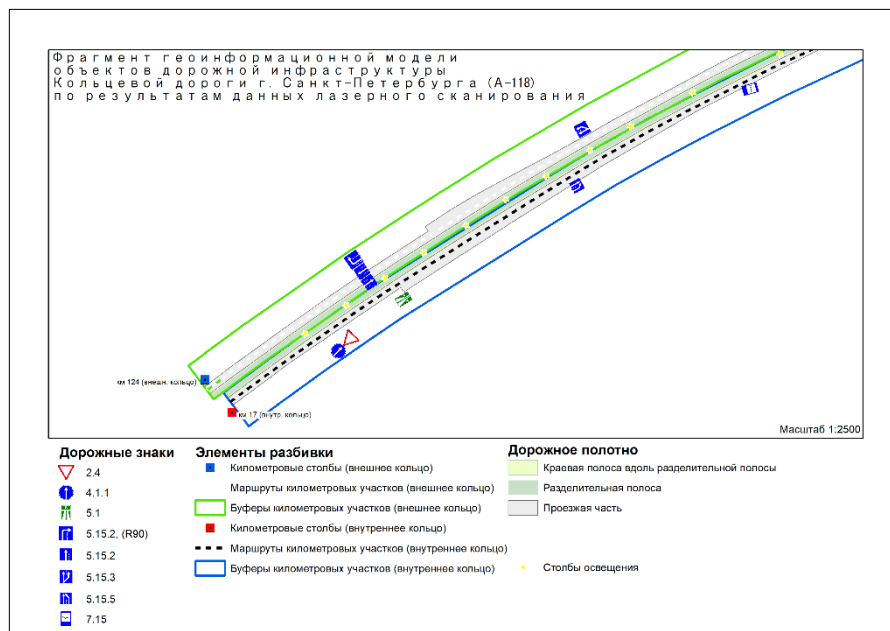 Фрагмент геоинформационной модели
объектов дорожной инфраструктуры
Кольцевой дороги г. Санкт-Петербурга (А-118)
по результатам данных лазерного сканирования
км 124 (внешн. кольцо)
км 17 (внутр. кольцо)
Масштаб 1:2500
Дорожные знаки
2.4
4.1.1
5.1
5.15.2, (R90)
5.15.2
5.15.3
5.15.5
7.15
Элементы разбивки
Километровые столбы (внешнее кольцо)
Маршруты километровых участков (внешнее кольцо)
Буферы километровых участков (внешнее кольцо)
Километровые столбы (внутреннее кольцо)
Маршруты километровых участков (внутреннее кольцо)
Буферы километровых участков (внутреннее кольцо)
Дорожное полотно
Краевая полоса вдоль разделительной полосы
Разделительная полоса
Проезжая часть
Столбы освещения